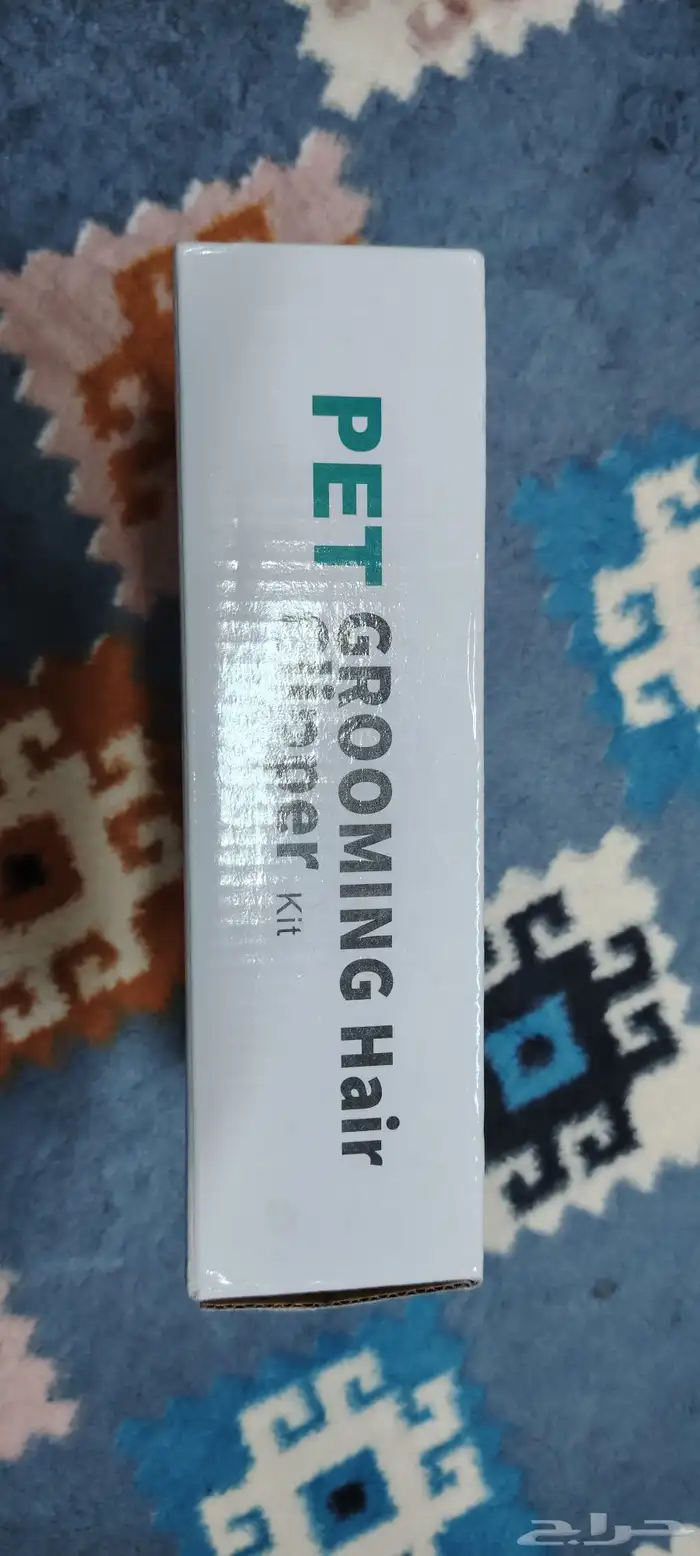 PET GROOMING Hair
Clipper Kit
حراج